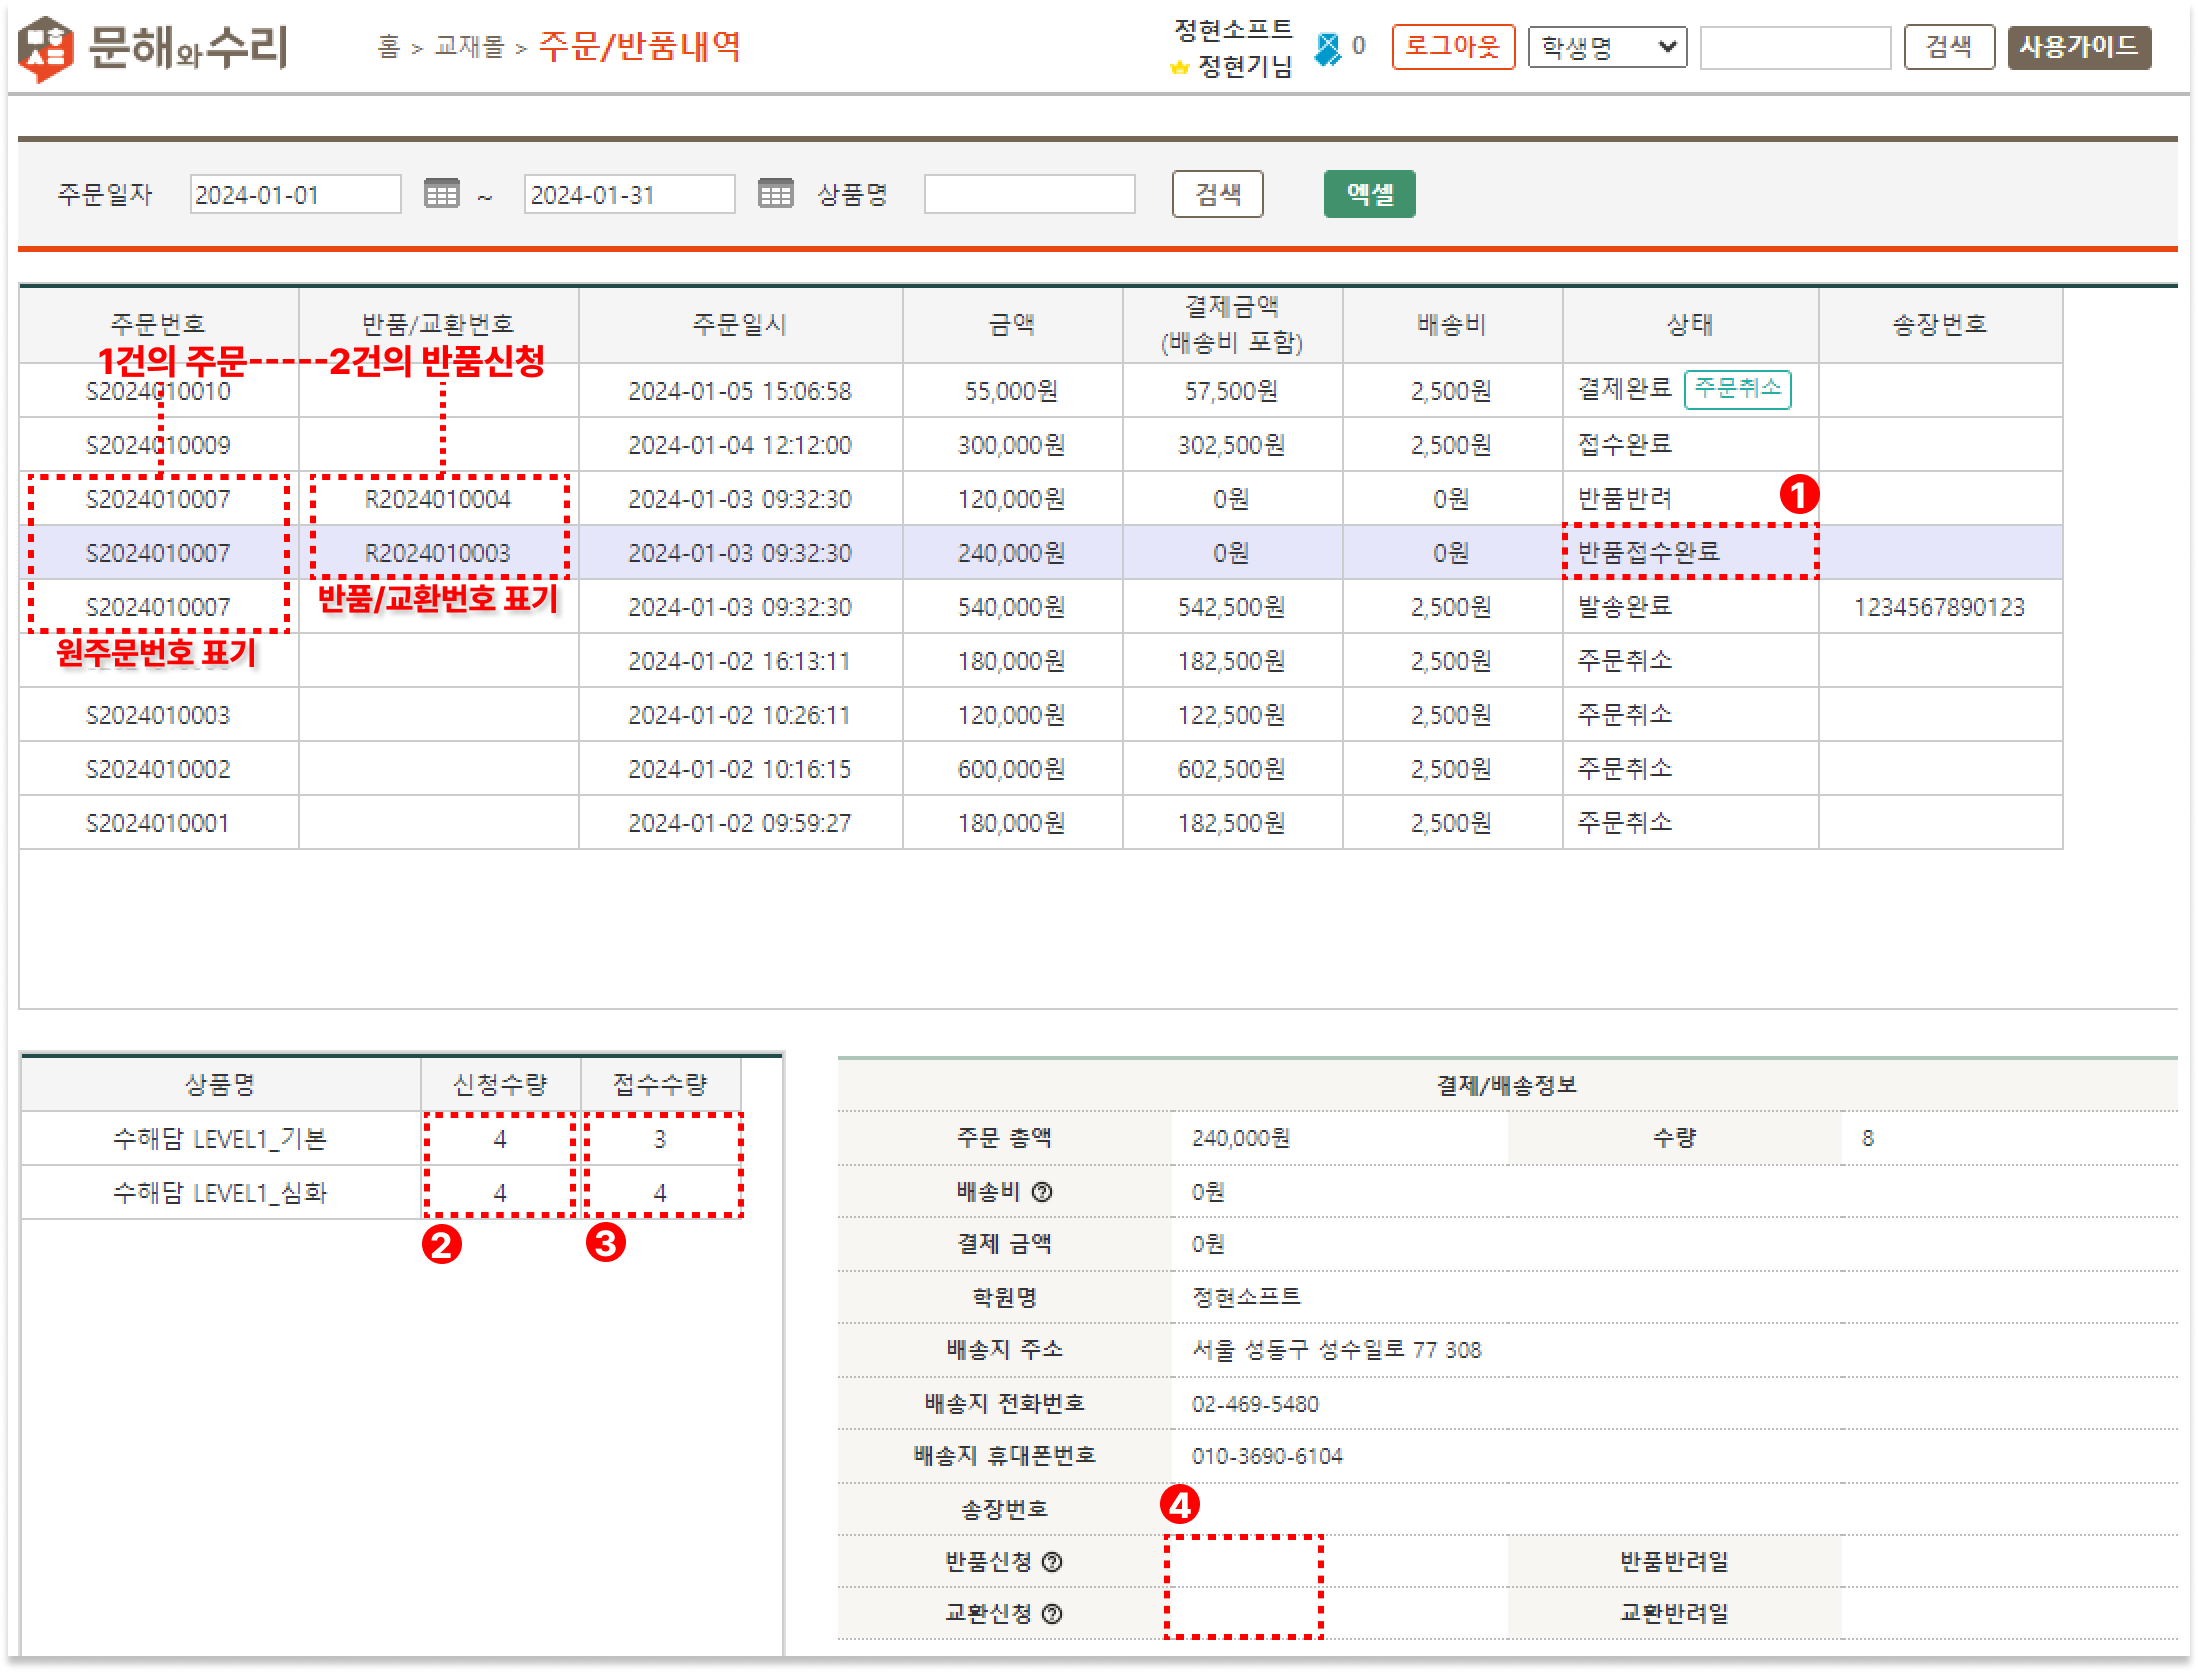 문해와수리
홈 > 교재몰 > 주문/반품내역
정현소프트
정현기님
0
로그아웃
학생명
검색
사용가이드
주문일자 2024-01-01 ~ 2024-01-31 상품명 검색 엑셀
주문번호 반품/교환번호 주문일시 금액 결제금액 (배송비 포함) 배송비 상태 송장번호
1건의 주문-----2건의 반품신청
S2024010010 2024-01-05 15:06:58 55,000원 57,500원 2,500원 결제완료 주문취소
S2024010009 2024-01-04 12:12:00 300,000원 302,500원 2,500원 접수완료
S2024010007 R2024010004 2024-01-03 09:32:30 120,000원 0원 0원 반품반려 1
S2024010007 R2024010003 2024-01-03 09:32:30 240,000원 0원 0원 반품접수완료
반품/교환번호 표기
S2024010007 2024-01-03 09:32:30 540,000원 542,500원 2,500원 발송완료 1234567890123
원주문번호 표기
2024-01-02 16:13:11 180,000원 182,500원 2,500원 주문취소
S2024010003 2024-01-02 10:26:11 120,000원 122,500원 2,500원 주문취소
S2024010002 2024-01-02 10:16:15 600,000원 602,500원 2,500원 주문취소
S2024010001 2024-01-02 09:59:27 180,000원 182,500원 2,500원 주문취소
상품명 신청수량 접수수량
수해담 LEVEL1_기본 4 3
수해담 LEVEL1_심화 4 4
2 3
결제/배송정보
주문 총액 240,000원 수량 8
배송비 ? 0원
결제 금액 0원
학원명 정현소프트
배송지 주소 서울 성동구 성수일로 77 308
배송지 전화번호 02-469-5480
배송지 휴대폰번호 010-3690-6104
송장번호 4
반품신청 ? 반품반려일
교환신청 ? 교환반려일